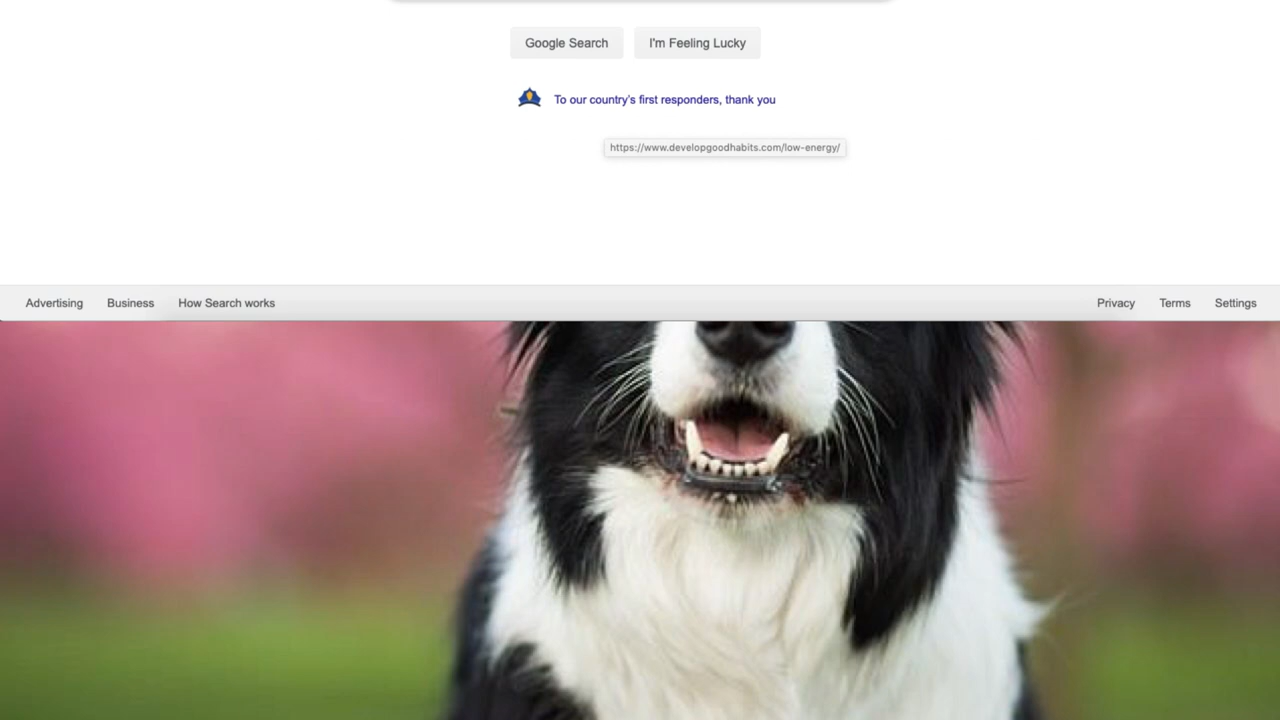 Google Search I'm Feeling Lucky
To our country's first responders, thank you
https://www.developgoodhabits.com/low-energy/
Advertising Business How Search works Privacy Terms Settings